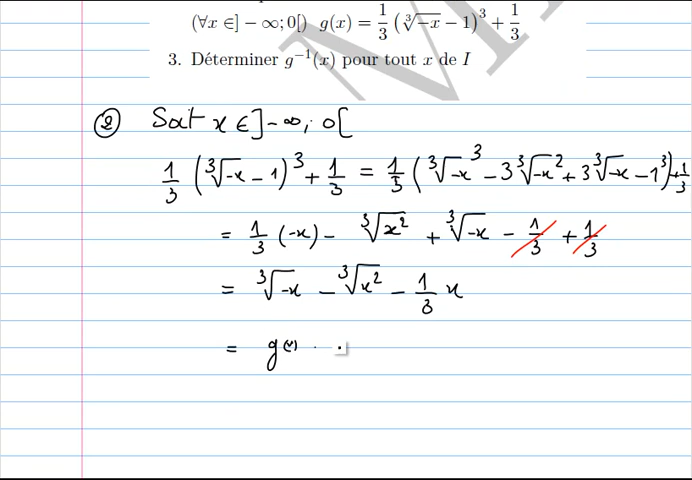 (∀x ∈] − ∞; 0[) g(x) = 1/3 (∛−x − 1)³ + 1/3
3. Déterminer g⁻¹(x) pour tout x de I
② Soit x ∈ ]-∞; 0[
1/3 (∛-x - 1)³ + 1/3 = 1/3 (∛-x³ - 3∛-x² + 3∛-x - 1³) + 1/3
= 1/3 (-x) - ∛x² + ∛-x - 1/3 + 1/3
= ∛-x - ∛x² - 1/3 x
= g(x)